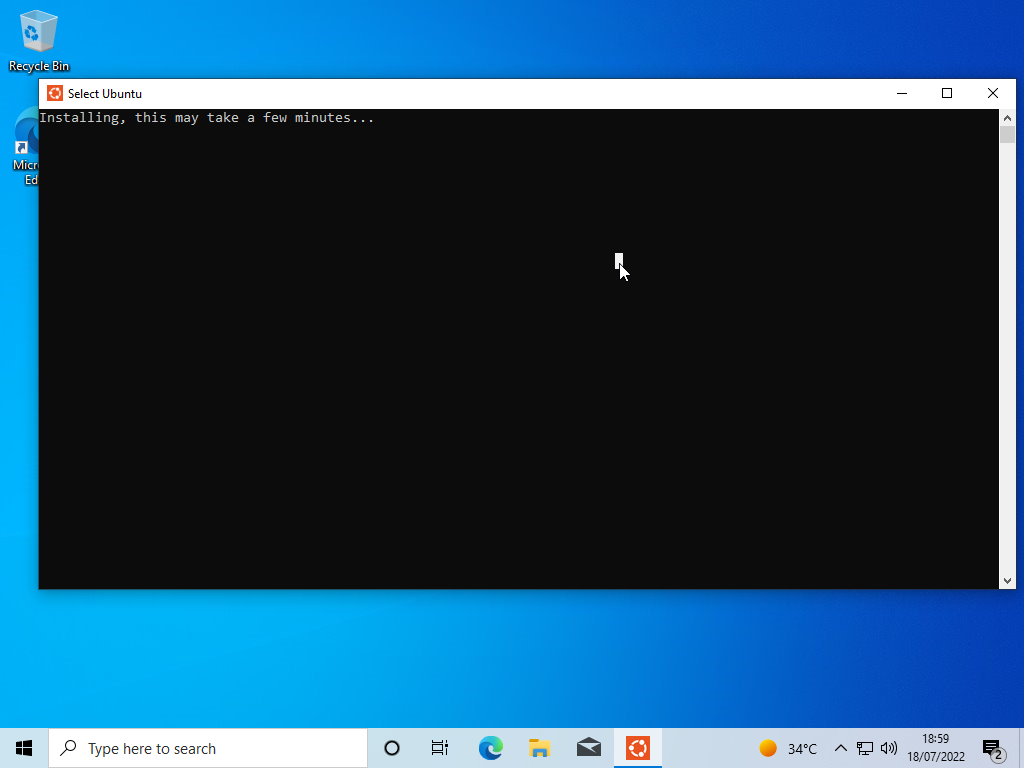 Recycle Bin
Select Ubuntu
Installing, this may take a few minutes...
Micr
Ed
Type here to search
34°C
18:59
18/07/2022
2